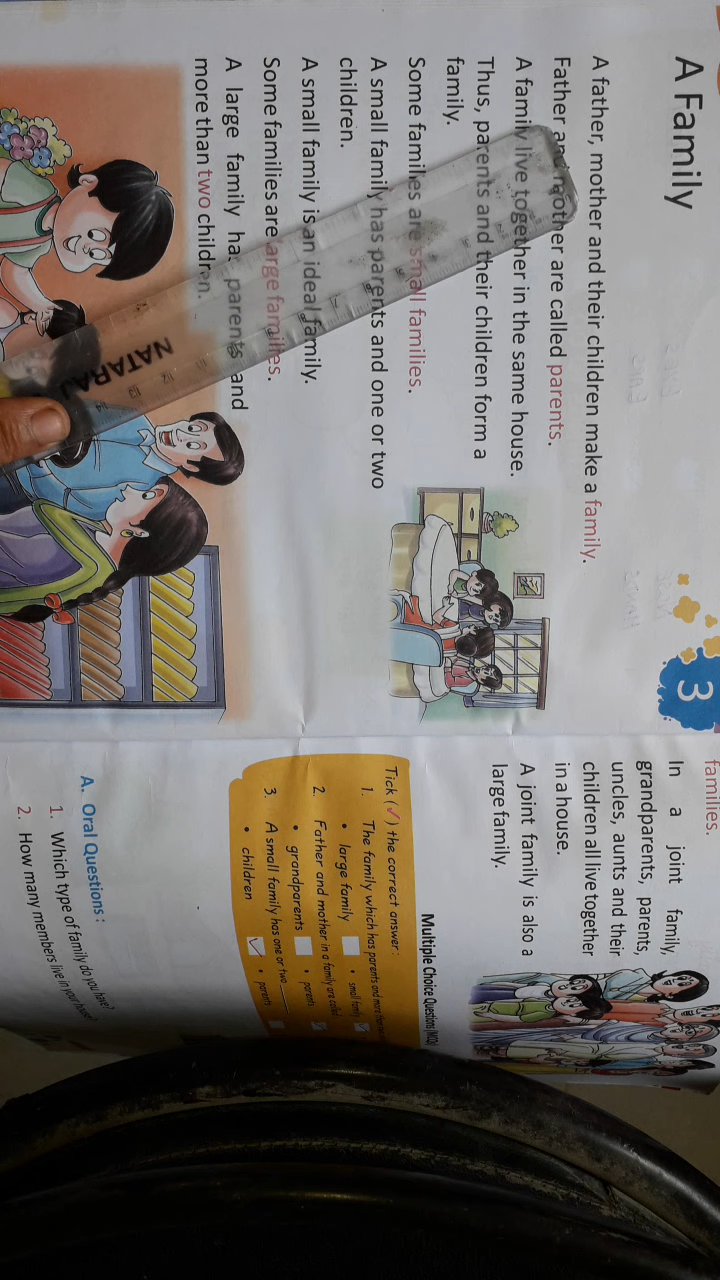 3
A Family
A father, mother and their children make a family.
Father and mother are called parents.
A family live together in the same house.
Thus, parents and their children form a
family.
Some families are small families.
A small family has parents and one or two
children.
A small family is an ideal family.
Some families are large families.
A large family has parents and
more than two children.
NATARAJ
families.
In a joint family,
grandparents, parents,
uncles, aunts and their
children all live together
in a house.
A joint family is also a
large family.
Multiple Choice Questions (MCQs)
Tick (✓) the correct answer :
1. The family which has parents and more than
• large family • small family
2. Father and mother in a family are called
• grandparents • parents
3. A small family has one or two ______
• children • parents
A. Oral Questions :
1. Which type of family do you have?
2. How many members live in your house?